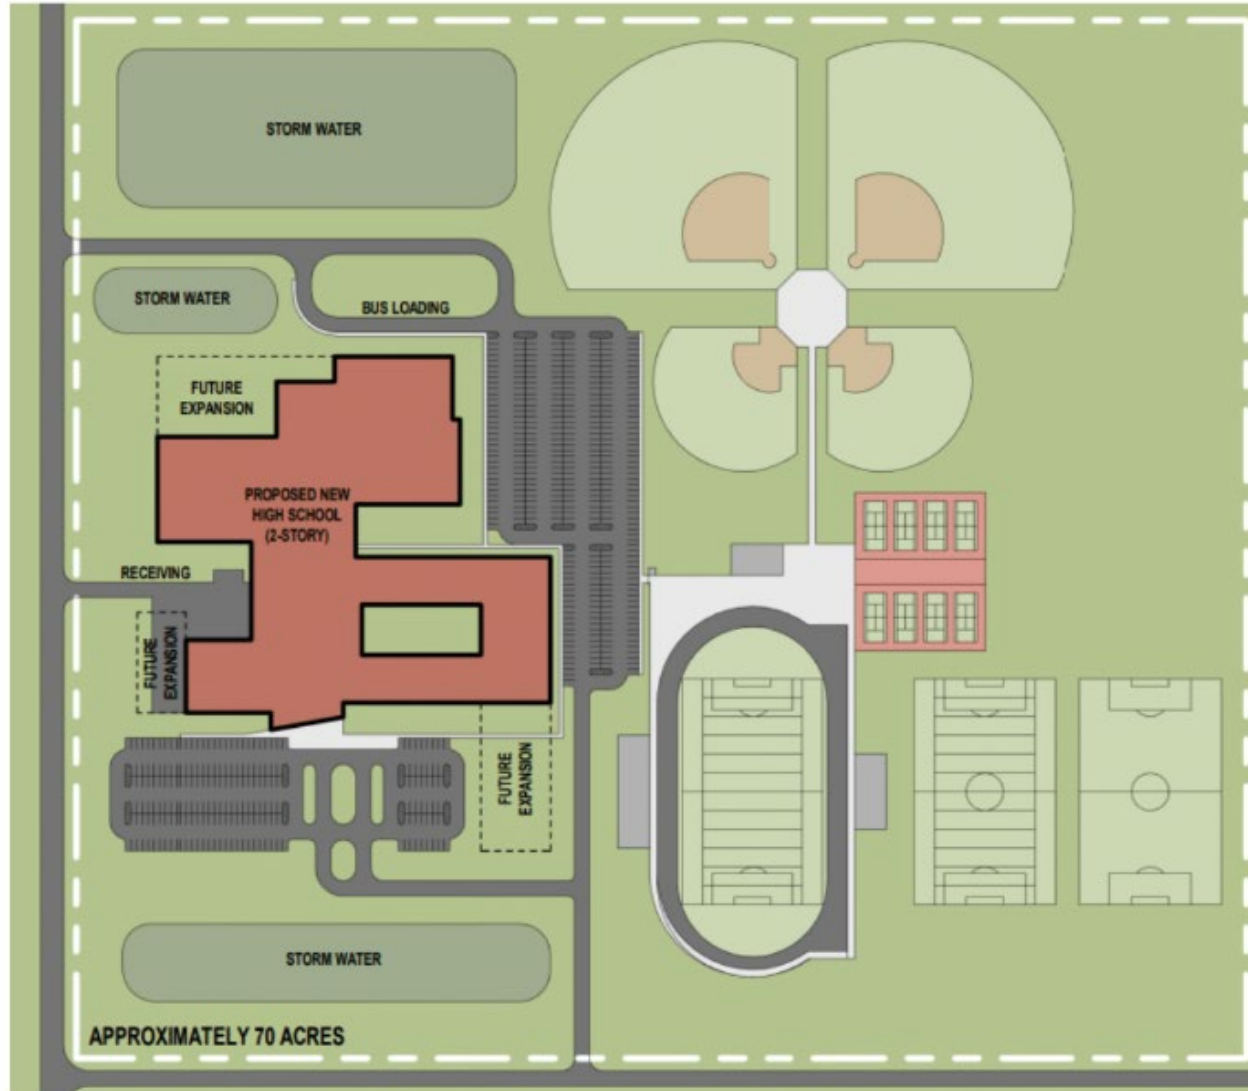 STORM WATER
STORM WATER
BUS LOADING
FUTURE
EXPANSION
PROPOSED NEW
HIGH SCHOOL
(2-STORY)
RECEIVING
FUTURE
EXPANSION
FUTURE
EXPANSION
STORM WATER
APPROXIMATELY 70 ACRES